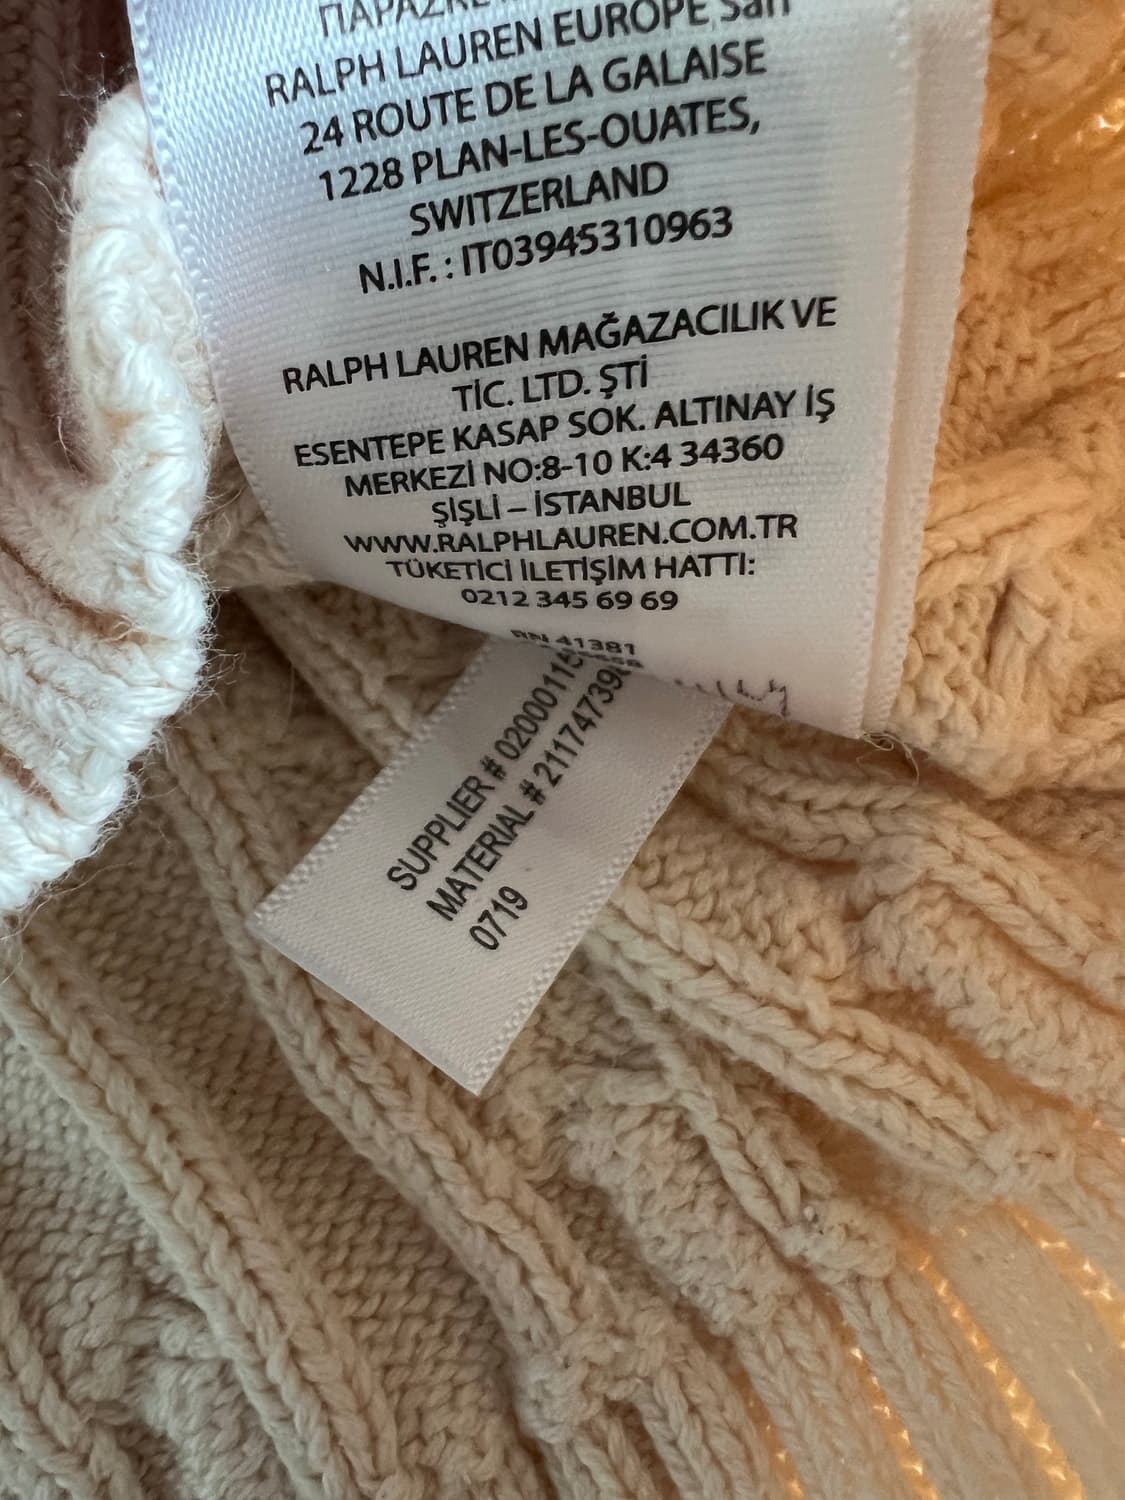 RALPH LAUREN EUROPE Sàrl
24 ROUTE DE LA GALAISE
1228 PLAN-LES-OUATES,
SWITZERLAND
N.I.F. : IT03945310963
RALPH LAUREN MAĞAZACILIK VE
TİC. LTD. ŞTİ
ESENTEPE KASAP SOK. ALTINAY İŞ
MERKEZİ NO:8-10 K:4 34360
ŞİŞLİ – İSTANBUL
WWW.RALPHLAUREN.COM.TR
TÜKETİCİ İLETİŞİM HATTI:
0212 345 69 69
RN 41381
SUPPLIER #
MATERIAL #
0719